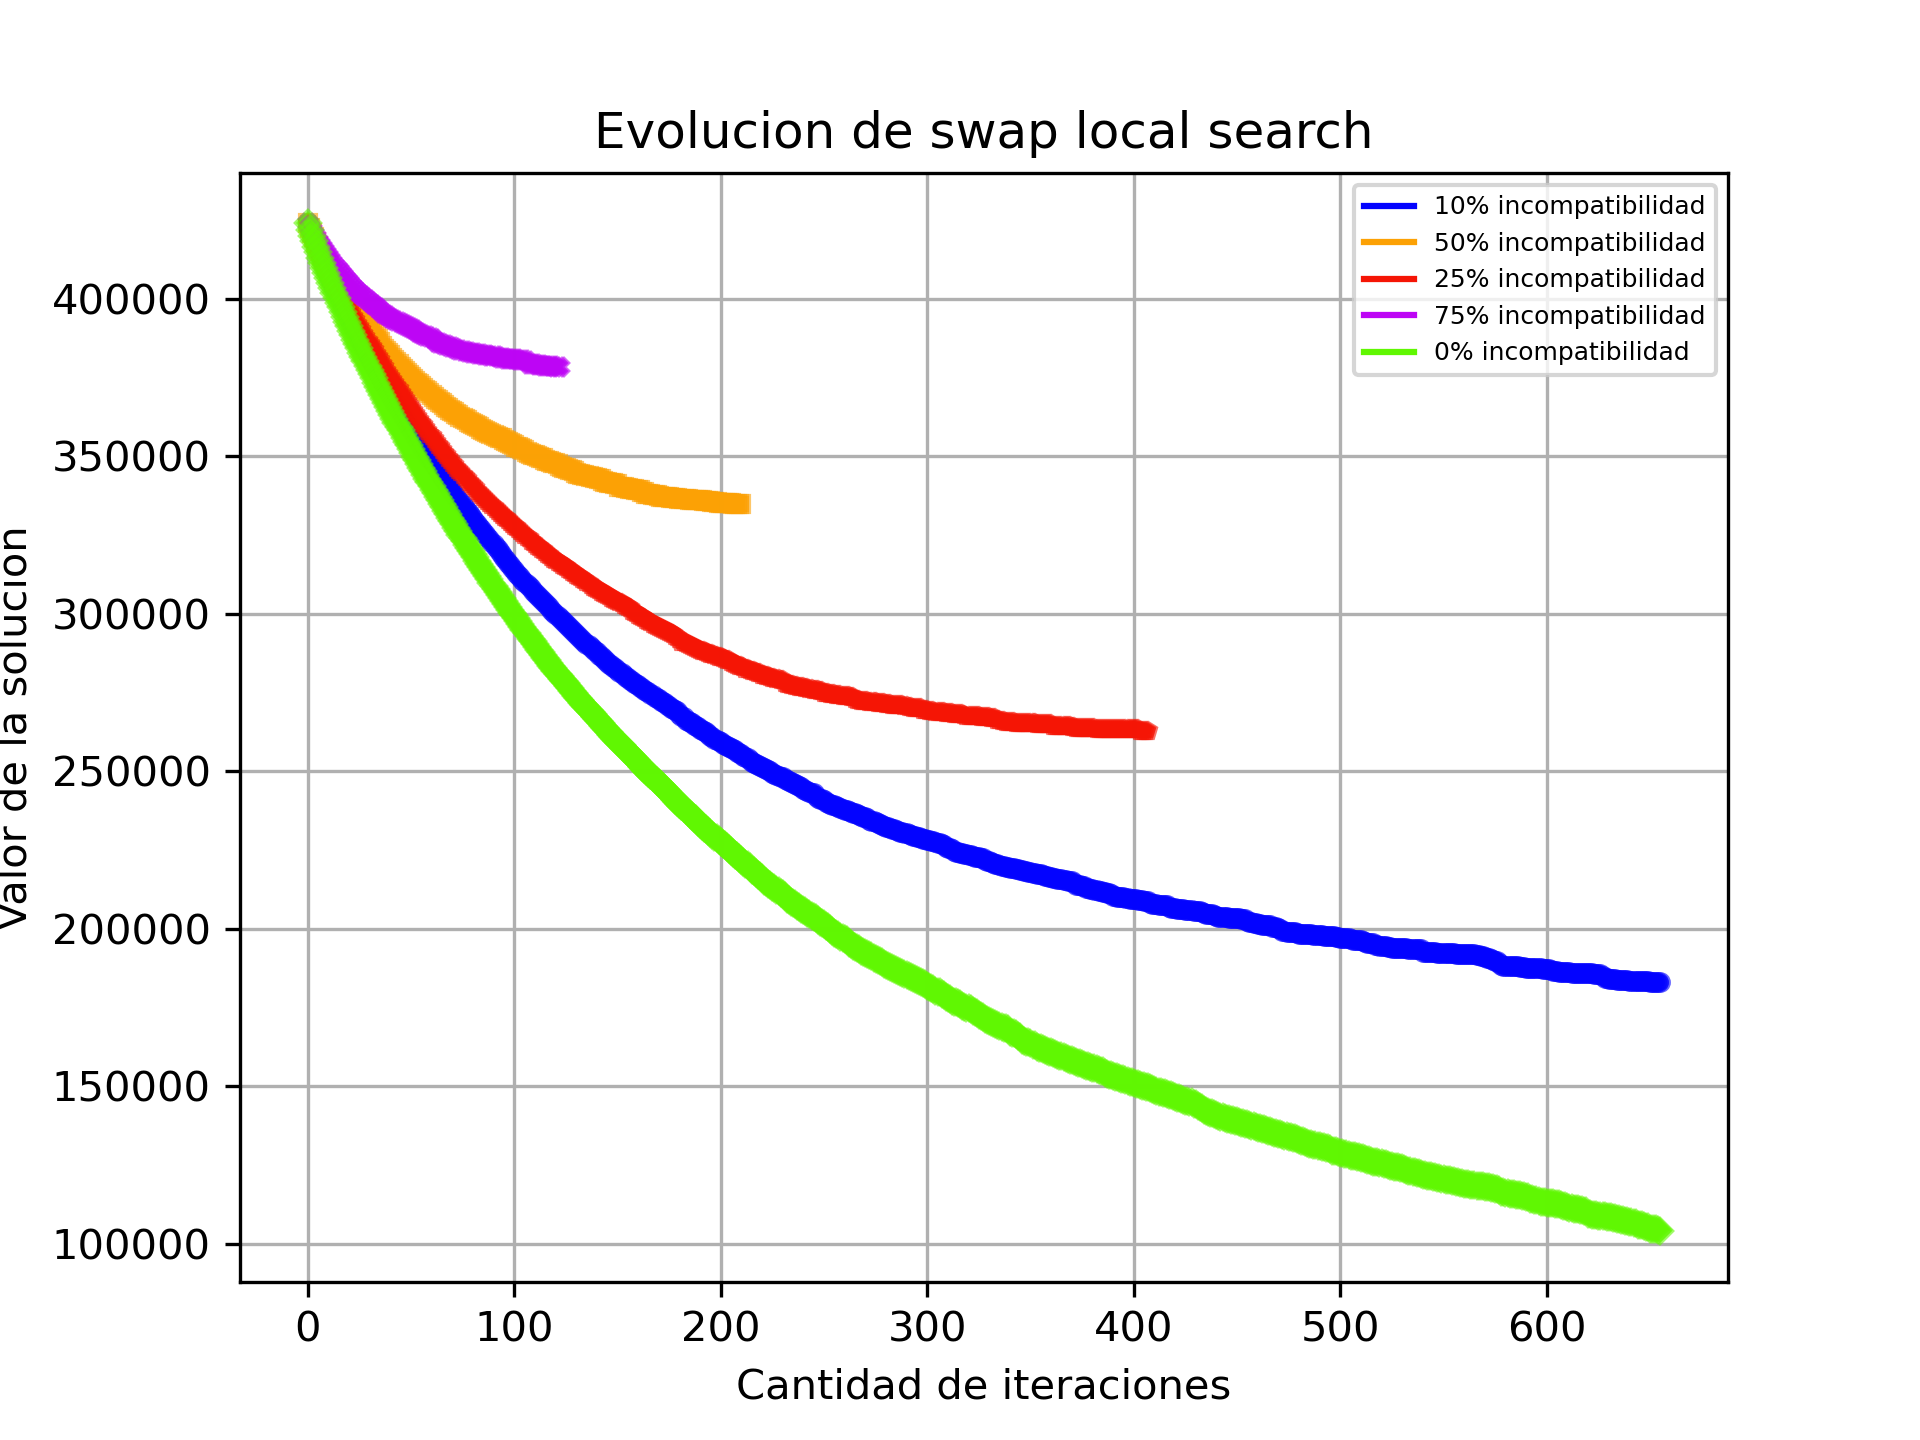 Evolucion de swap local search
10% incompatibilidad
50% incompatibilidad
25% incompatibilidad
75% incompatibilidad
0% incompatibilidad
Valor de la solucion
400000
350000
300000
250000
200000
150000
100000
0 100 200 300 400 500 600
Cantidad de iteraciones